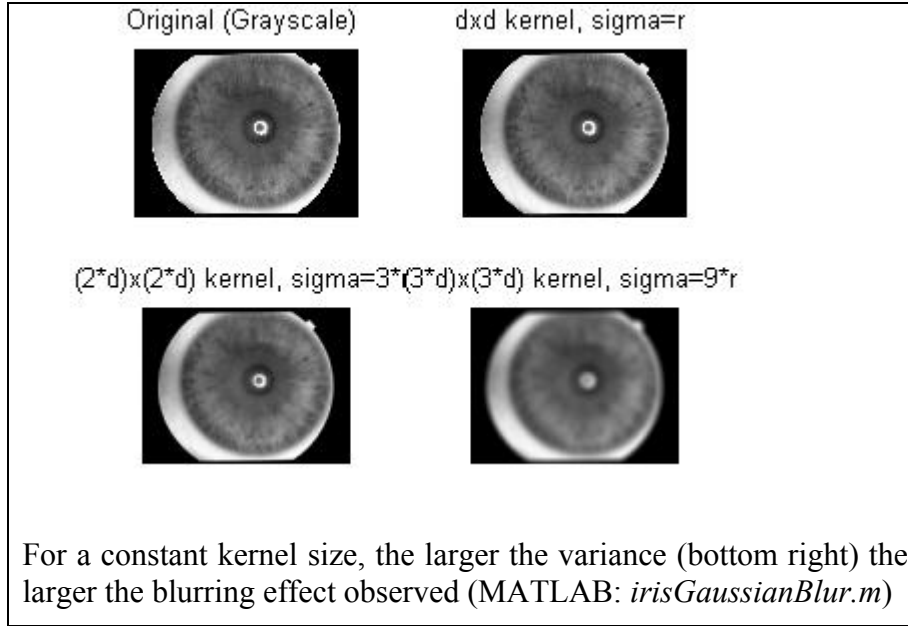 Original (Grayscale)
dxd kernel, sigma=r
(2*d)x(2*d) kernel, sigma=3*r
(3*d)x(3*d) kernel, sigma=9*r
For a constant kernel size, the larger the variance (bottom right) the
larger the blurring effect observed (MATLAB: irisGaussianBlur.m)